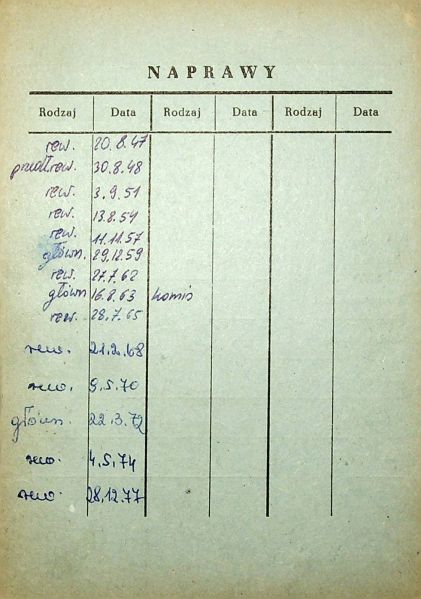 NAPRAWY
Rodzaj Data Rodzaj Data Rodzaj Data
rew. 20.8.47
przedł.rew. 30.8.48
rew. 3.9.51
rew. 13.8.54
rew. 11.11.57
główn. 29.12.59
rew. 27.7.62
główn. 16.8.63 komis
rew. 28.7.65
rew. 21.2.68
rew. 9.5.70
główn. 22.3.72
rew. 4.5.74
rew. 28.12.77